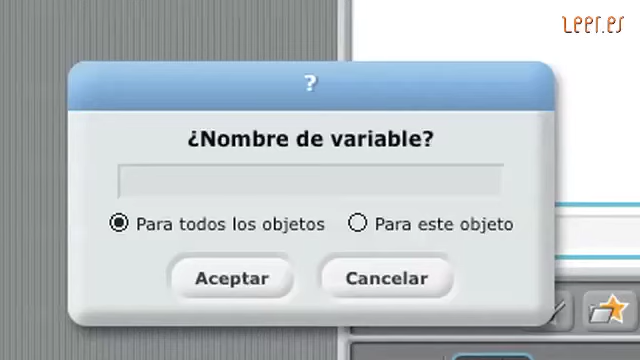 Leer.es
?
¿Nombre de variable?
Para todos los objetos Para este objeto
Aceptar Cancelar